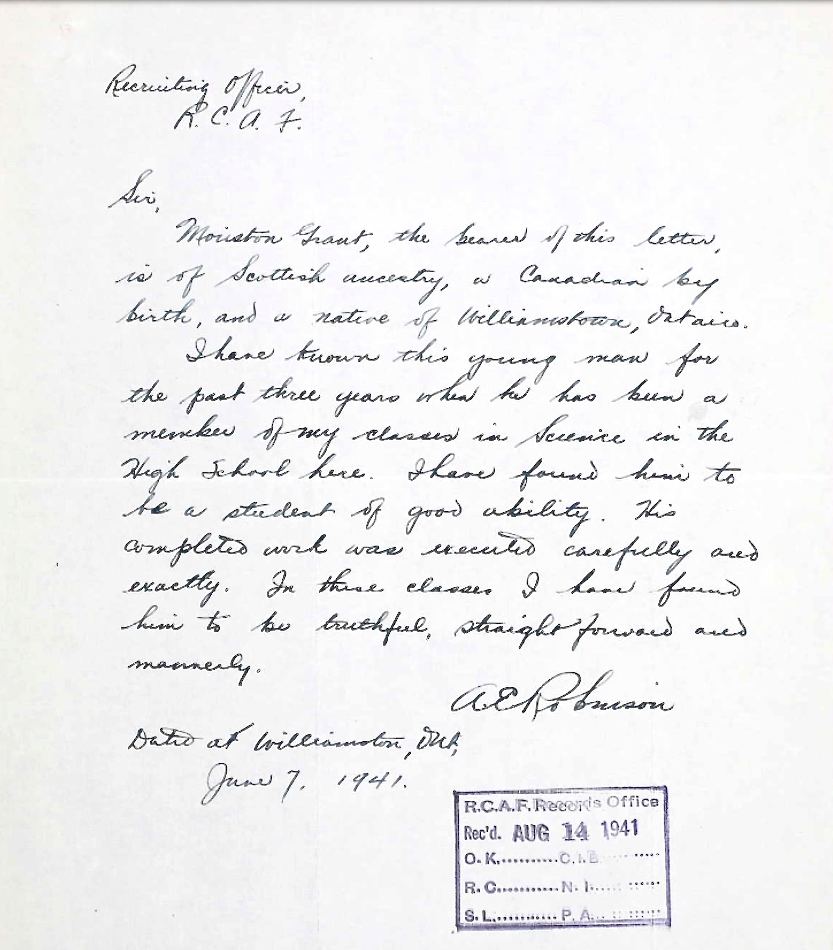 Recruiting Officer,
R. C. A. F.
Sir,
Grant, the bearer of this letter,
is of Scottish ancestry, a Canadian by
birth, and a native of Williamstown, Ontario.
I have known this young man for
the past three years when he has been a
member of my classes in Science in the
High School here. I have found him to
be a student of good ability. His
completed work was executed carefully and
exactly. In these classes I have found
him to be truthful, straightforward and
mannerly.
A.E. Robinson
Dated at Williamston, Ont,
June 7, 1941.
R.C.A.F. Records Office
Rec'd. AUG 14 1941
O.K..........C.I.B.......
R.C..........N.I.......
S.L...........P.A.......